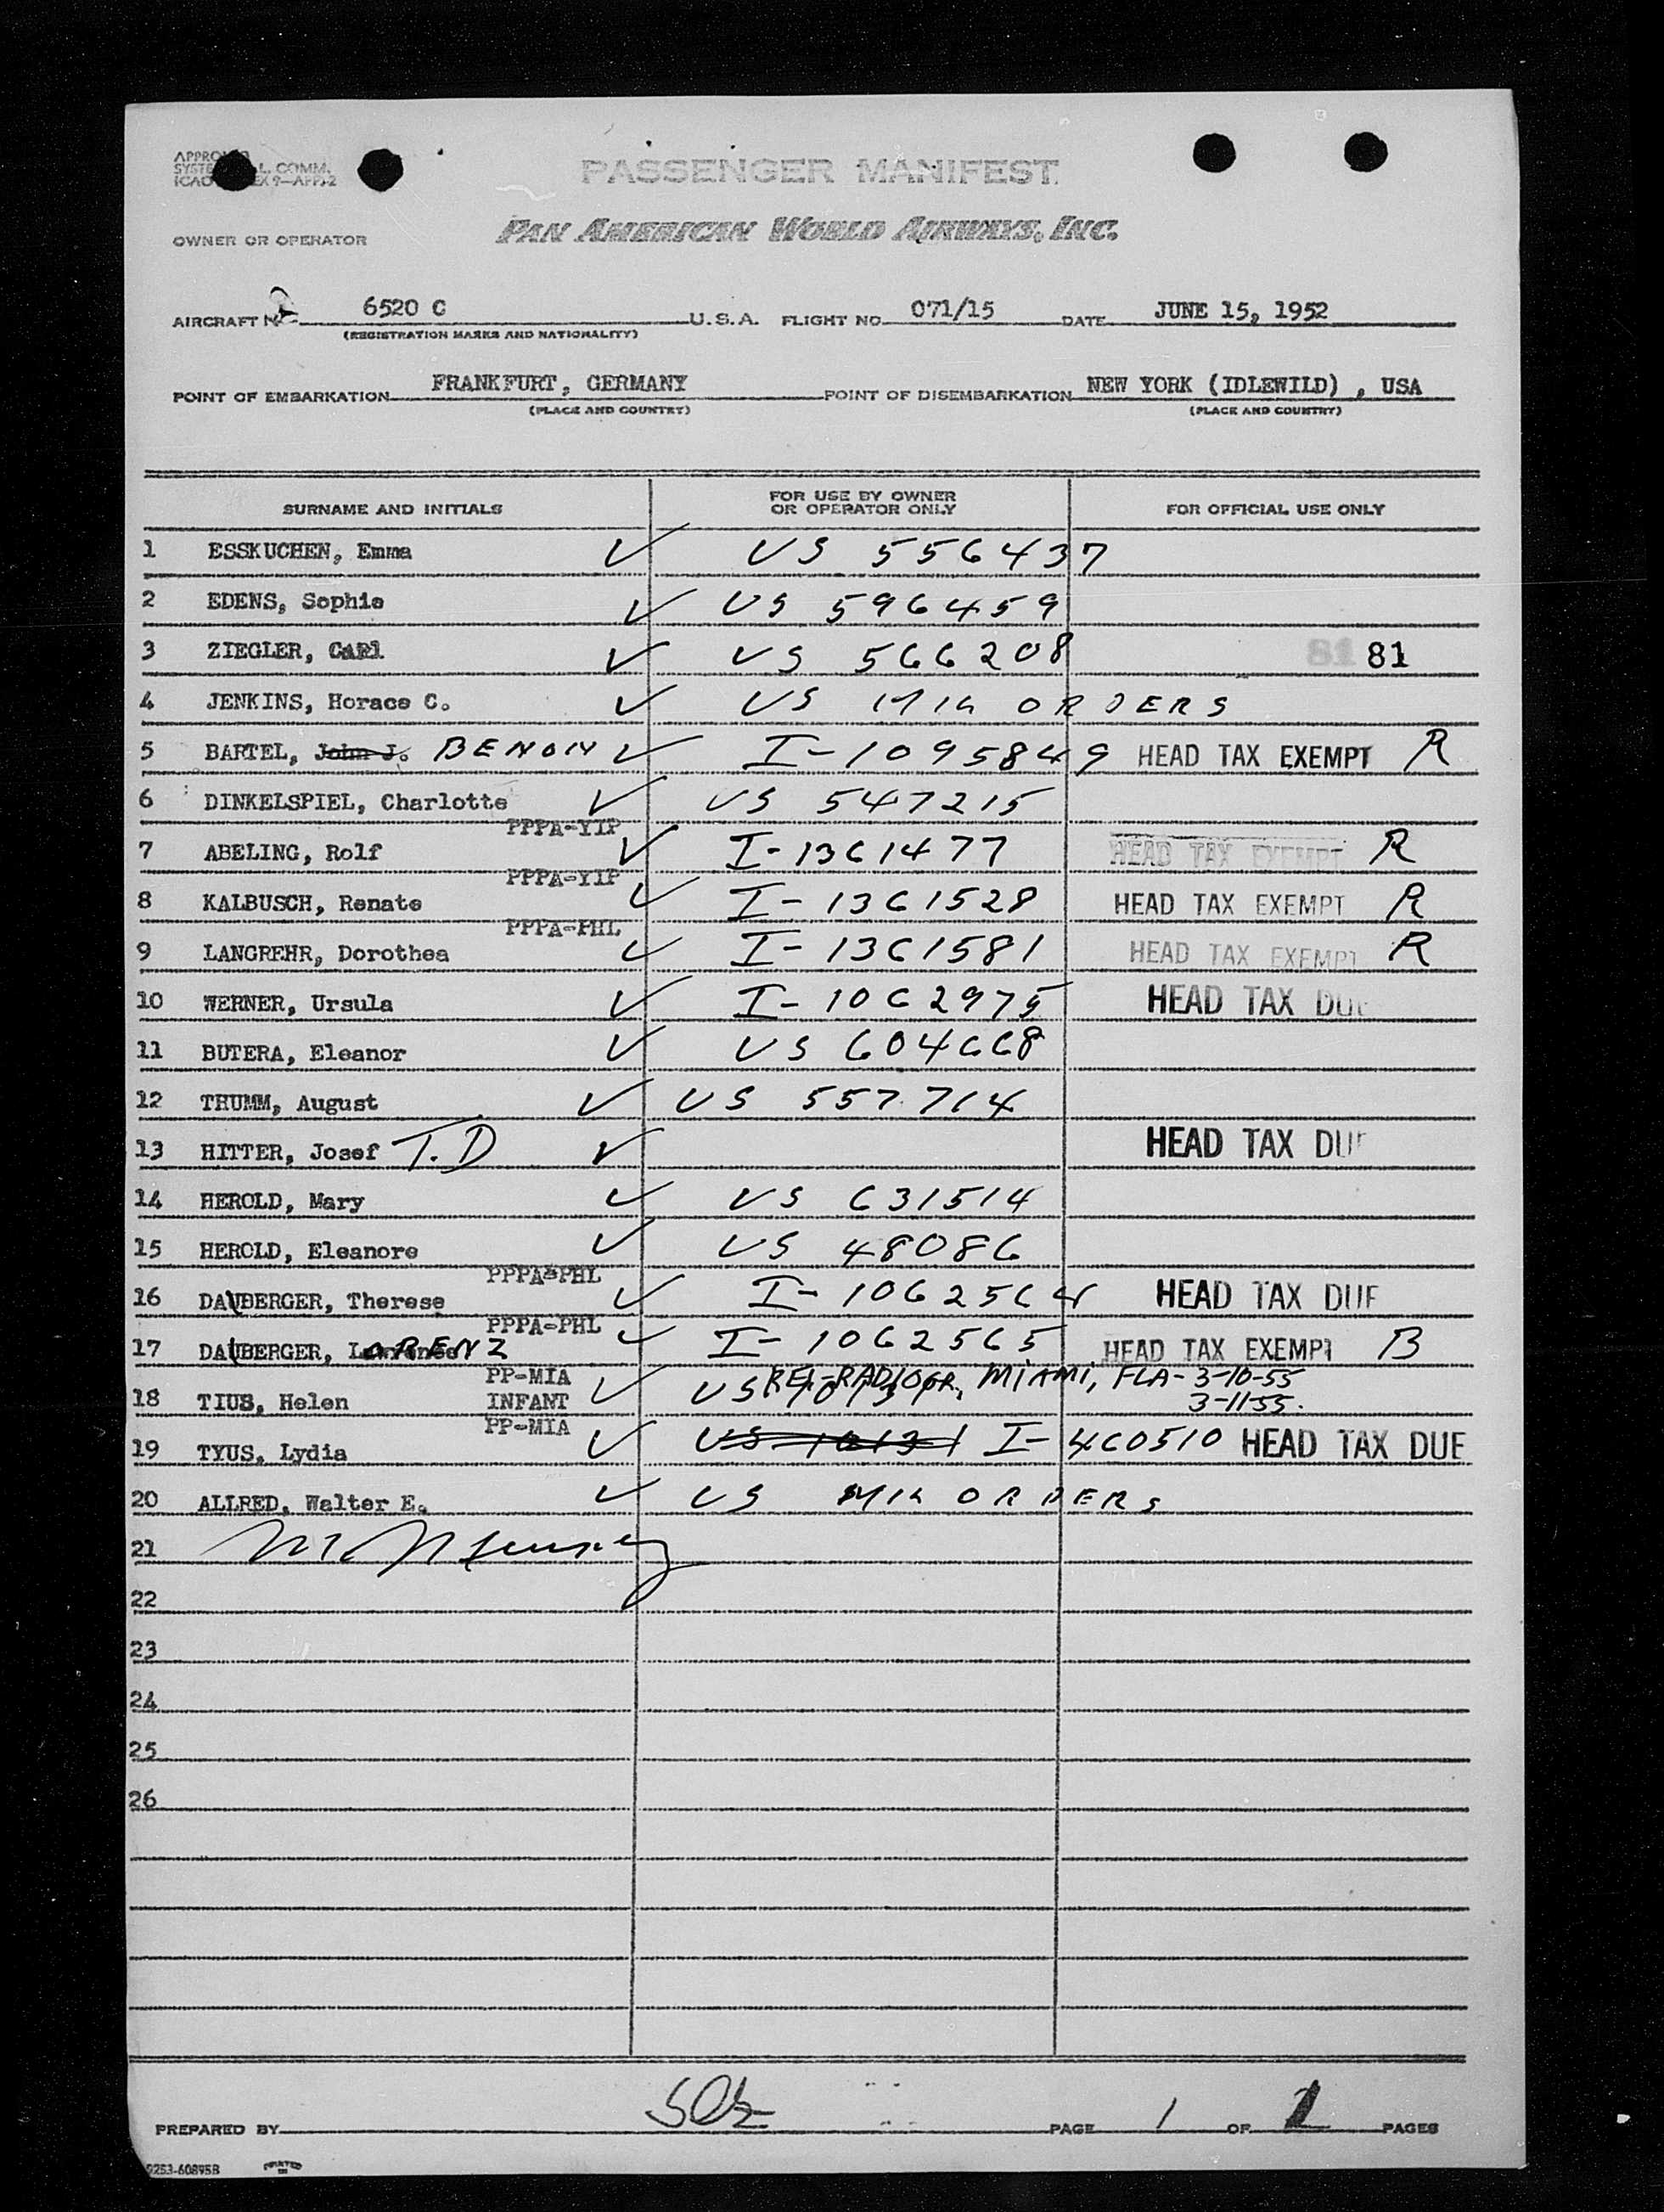 PASSENGER MANIFEST
PAN AMERICAN WORLD AIRWAYS, INC.
OWNER OR OPERATOR
AIRCRAFT 6520 C U.S.A. FLIGHT NO. 071/15 DATE JUNE 15, 1952
(REGISTRATION MARKS AND NATIONALITY)
POINT OF EMBARKATION FRANKFURT, GERMANY POINT OF DISEMBARKATION NEW YORK (IDLEWILD) , USA
(PLACE AND COUNTRY) (PLACE AND COUNTRY)
SURNAME AND INITIALS FOR USE BY OWNER OR OPERATOR ONLY FOR OFFICIAL USE ONLY
1 ESSKUCHEN, Emma ✓ US 556437
2 EDENS, Sophie ✓ US 596459
3 ZIEGLER, Carl ✓ US 566208 81 81
4 JENKINS, Horace C. ✓ US MIL ORDERS
5 BARTEL, John J. BENON ✓ I-1095849 HEAD TAX EXEMPT R
6 DINKELSPIEL, Charlotte ✓ US 547215
PPPA-YIP
7 ABELING, Rolf ✓ I-1361477 HEAD TAX EXEMPT R
PPPA-YIP
8 KALBUSCH, Renate ✓ I-1361528 HEAD TAX EXEMPT R
PPPA-PHL
9 LANGREHR, Dorothea ✓ I-1361581 HEAD TAX EXEMPT R
10 WERNER, Ursula ✓ I-1062975 HEAD TAX DUE
11 BUTERA, Eleanor ✓ US 604668
12 THUMM, August ✓ US 557714
13 HITTER, Josef T.D ✓ HEAD TAX DUE
14 HEROLD, Mary ✓ US 631514
15 HEROLD, Eleanore ✓ US 48086
PPPA-PHL
16 DAUBERGER, Therese ✓ I-1062564 HEAD TAX DUE
PPPA-PHL
17 DAUBERGER, LORENZ ✓ I-1062565 HEAD TAX EXEMPT B
PP-MIA
18 TIUS, Helen INFANT ✓ US REL-RADIOGR, MIAMI, FLA- 3-10-55
3-11-55.
PP-MIA
19 TYUS, Lydia ✓ US 10131 I-460510 HEAD TAX DUE
20 ALLRED, Walter E. ✓ US MIL ORDERS
21
22
23
24
25
26
PREPARED BY PAGE 1 OF PAGES
9253-60895B